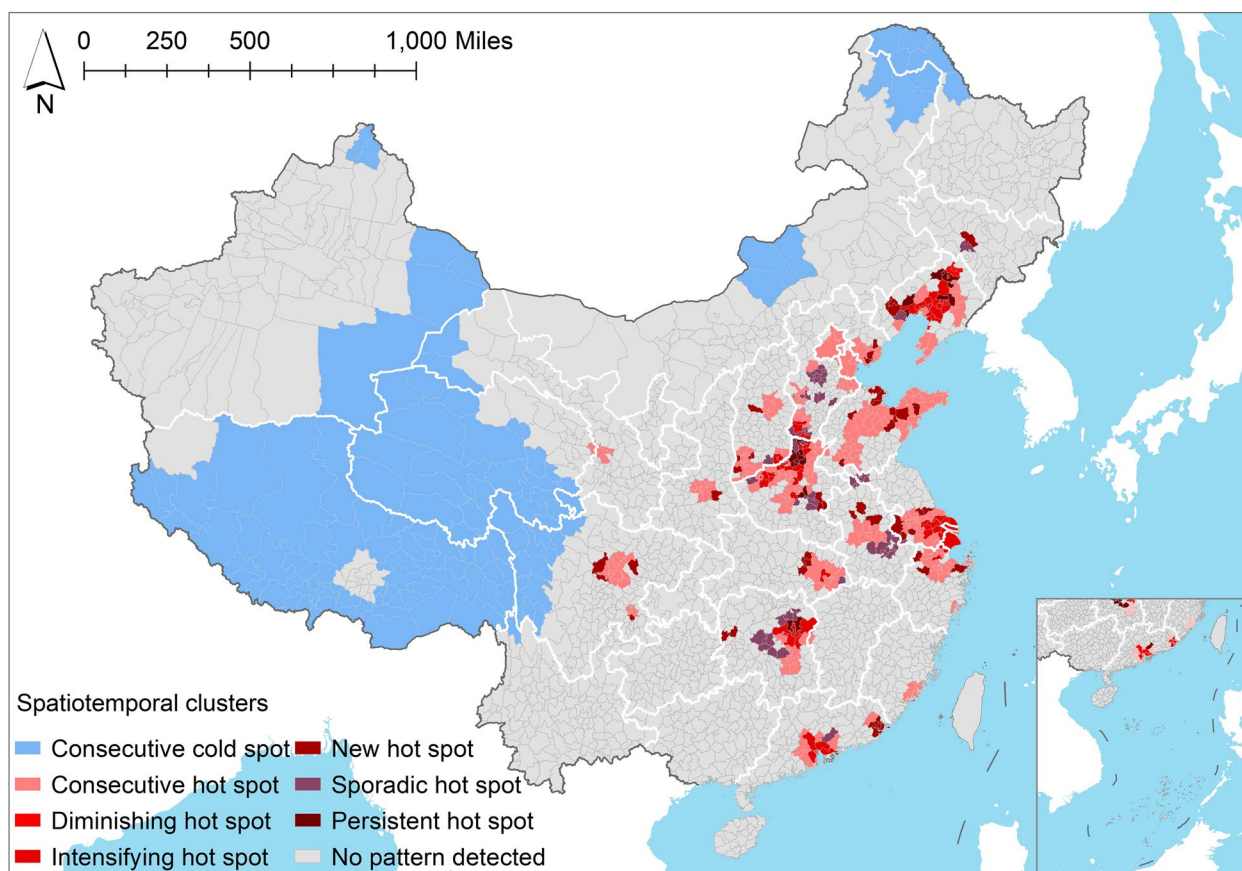 0 250 500 1,000 Miles
N
Spatiotemporal clusters
Consecutive cold spot
Consecutive hot spot
Diminishing hot spot
Intensifying hot spot
New hot spot
Sporadic hot spot
Persistent hot spot
No pattern detected